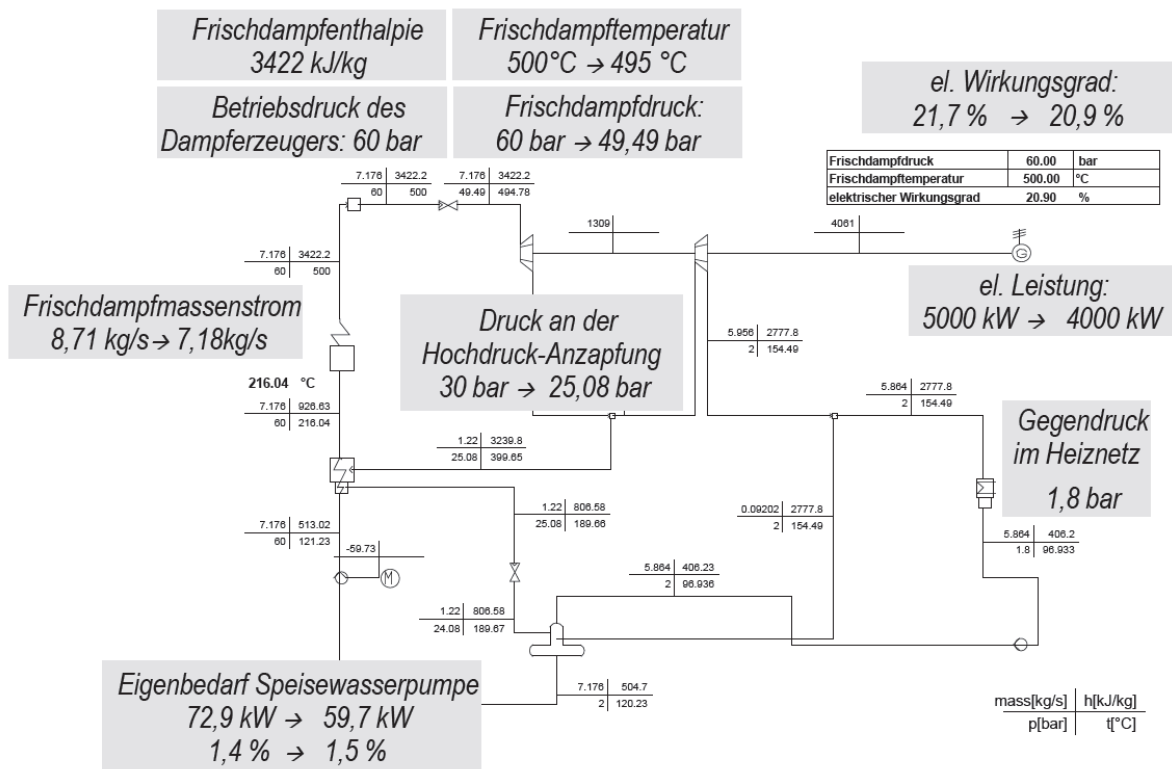 Frischdampfenthalpie
3422 kJ/kg
Frischdampftemperatur
500°C → 495 °C
el. Wirkungsgrad:
21,7 % → 20,9 %
Betriebsdruck des
Dampferzeugers: 60 bar
Frischdampfdruck:
60 bar → 49,49 bar
Frischdampfdruck 60.00 bar
Frischdampftemperatur 500.00 °C
elektrischer Wirkungsgrad 20.90 %
7.176 3422.2
60 500
7.176 3422.2
49.49 494.78
1309
4061
G
7.176 3422.2
60 500
el. Leistung:
5000 kW → 4000 kW
Frischdampfmassenstrom
8,71 kg/s → 7,18kg/s
Druck an der
Hochdruck-Anzapfung
30 bar → 25,08 bar
5.956 2777.8
2 154.49
216.04 °C
7.176 926.63
60 216.04
5.864 2777.8
2 154.49
Gegendruck
im Heiznetz
1,8 bar
1.22 3239.8
25.08 399.65
1.22 806.58
25.08 189.66
0.09202 2777.8
2 154.49
7.176 513.02
60 121.23
-59.73
M
5.864 406.2
1.8 96.933
5.864 406.23
2 96.936
1.22 806.58
24.08 189.67
Eigenbedarf Speisewasserpumpe
72,9 kW → 59,7 kW
1,4 % → 1,5 %
7.176 504.7
2 120.23
mass[kg/s] h[kJ/kg]
p[bar] t[°C]